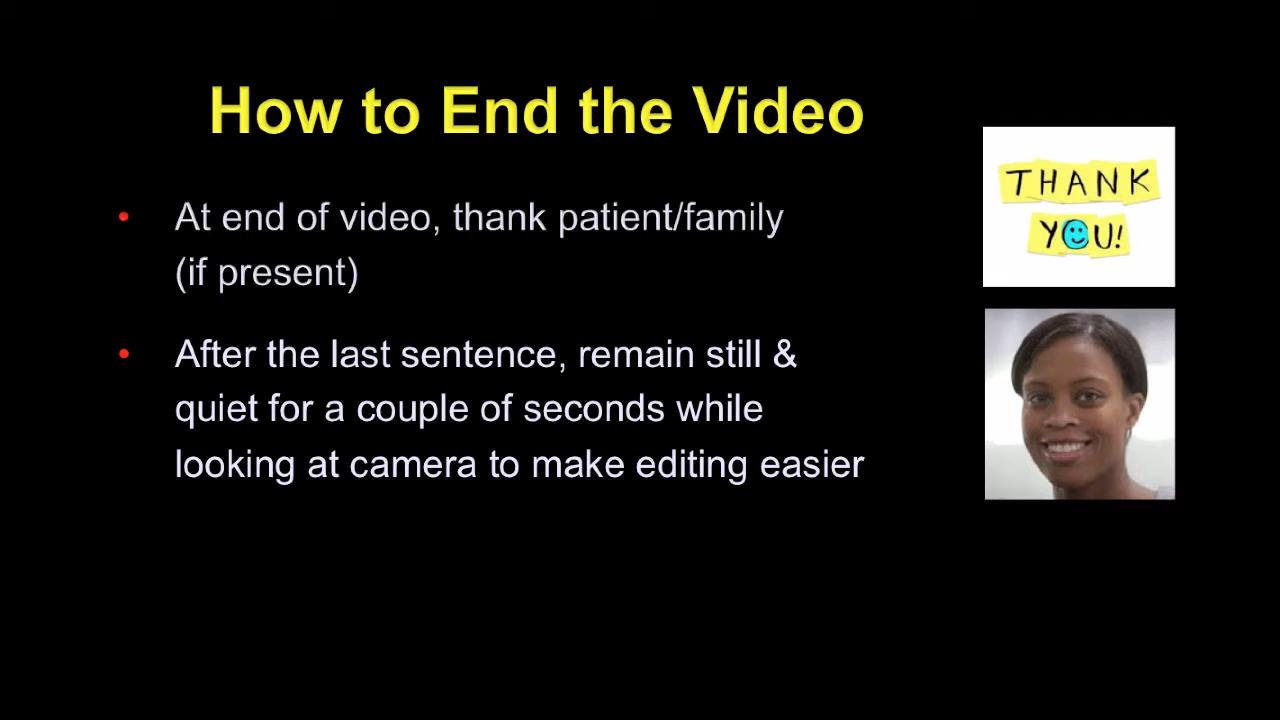 How to End the Video
• At end of video, thank patient/family
(if present)
• After the last sentence, remain still &
quiet for a couple of seconds while
looking at camera to make editing easier
THANK
YOU!